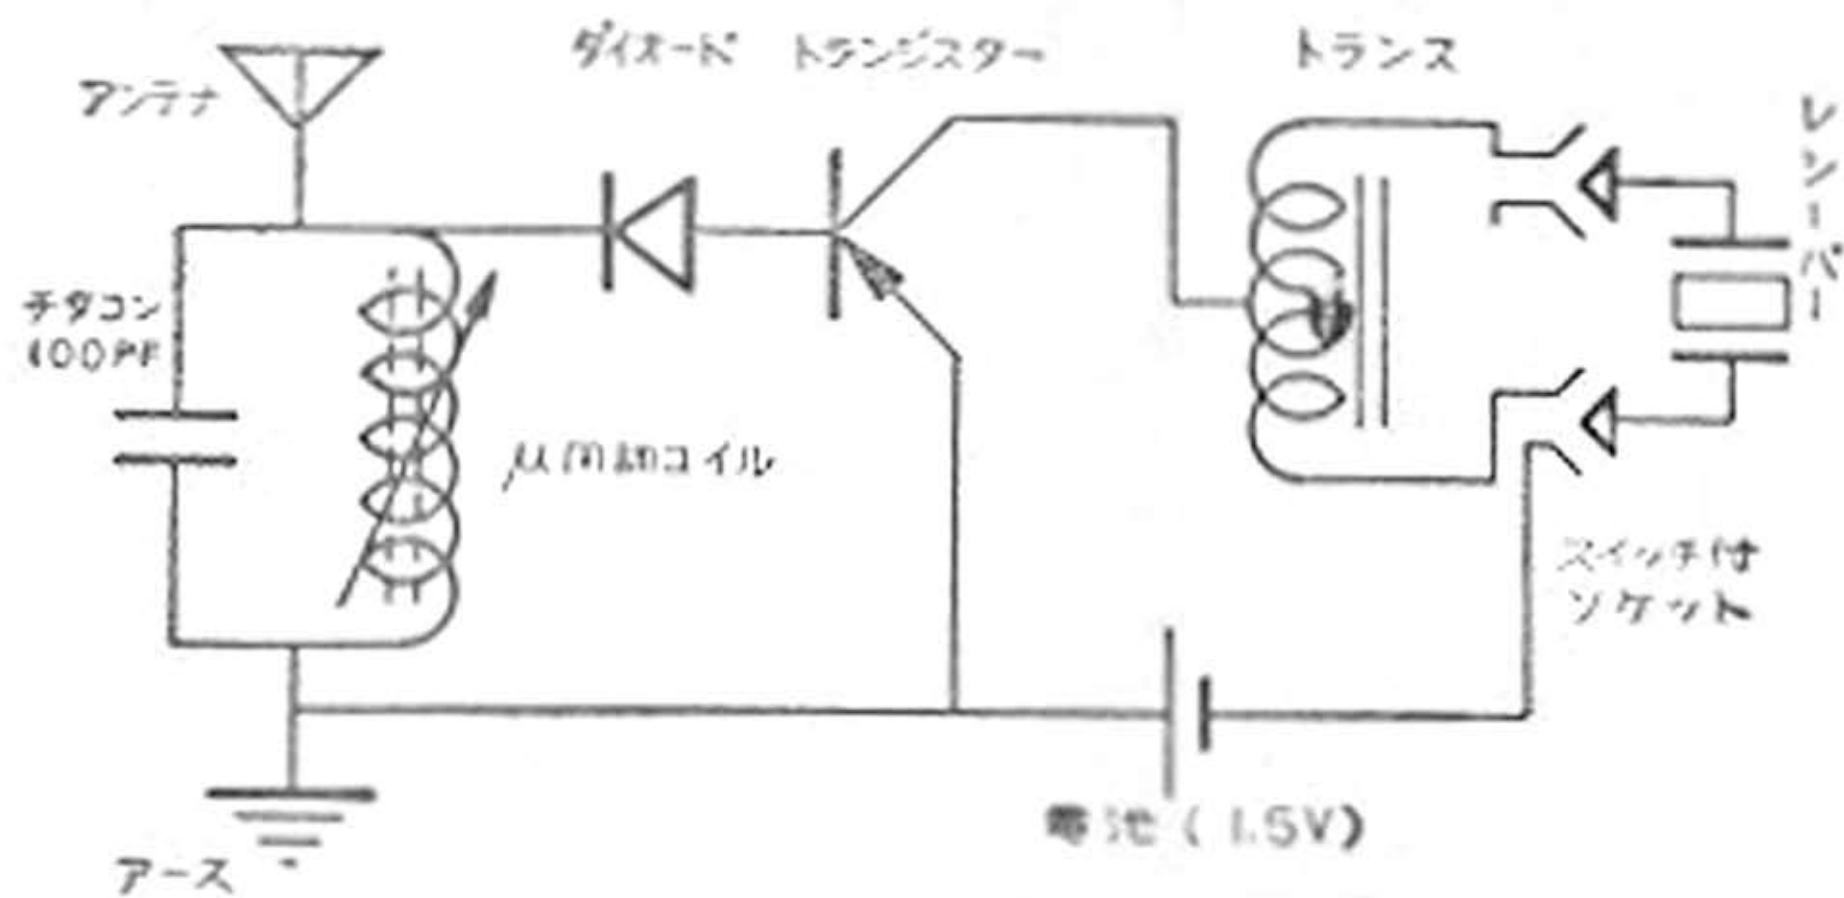 ダイオード トランジスター トランス
アンテナ
レシーバー
チタコン
100PF
μ同調コイル
スイッチ付
ソケット
電池(1.5V)
アース